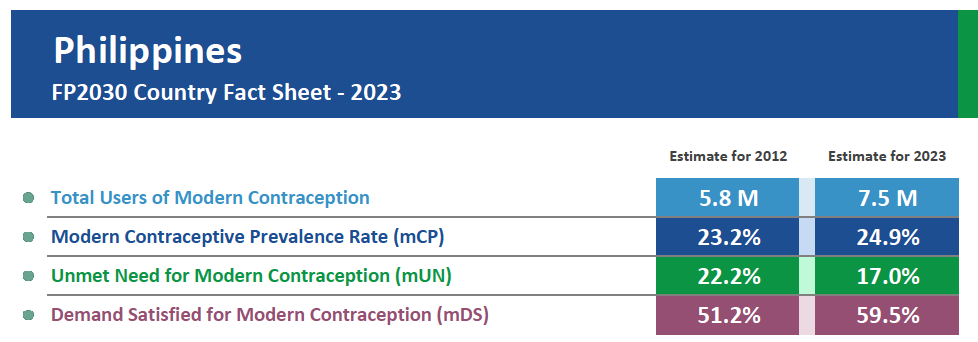 Philippines
FP2030 Country Fact Sheet - 2023
Estimate for 2012 Estimate for 2023
Total Users of Modern Contraception 5.8 M 7.5 M
Modern Contraceptive Prevalence Rate (mCP) 23.2% 24.9%
Unmet Need for Modern Contraception (mUN) 22.2% 17.0%
Demand Satisfied for Modern Contraception (mDS) 51.2% 59.5%